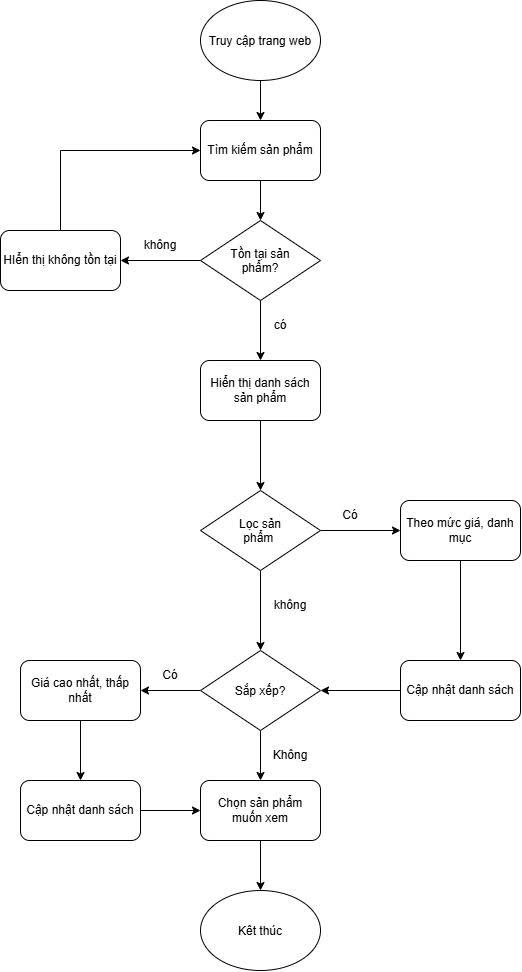 Truy cập trang web
Tìm kiếm sản phẩm
không
Tồn tại sản
phẩm?
HIển thị không tồn tại
có
Hiển thị danh sách
sản phẩm
Lọc sản
phẩm
Có
Theo mức giá, danh
mục
không
Giá cao nhất, thấp
nhất
Có
Sắp xếp?
Cập nhật danh sách
Không
Cập nhật danh sách
Chọn sản phẩm
muốn xem
Kêt thúc